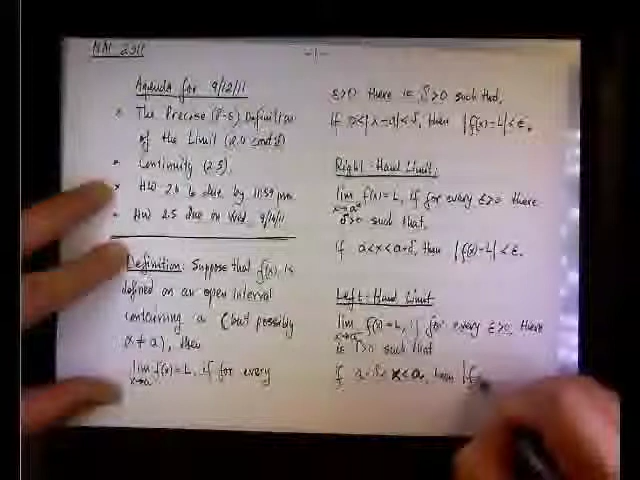 -1-
Agenda for 9/12/11
* The Precise (δ-ε) Definition
of the Limit (2.4 cont'd)
* Continuity (2.5).
* HW 2.4 is due by 11:59 pm
* HW 2.5 due on Wed. 9/14/11
Definition: Suppose that f(x) is
defined on an open interval
containing a (but possibly
x ≠ a), then
lim x→a f(x) = L, if for every
ε>0 there is δ>0 such that,
if 0<|x-a|<δ, then |f(x)-L|<ε.
Right-Hand Limit:
lim x→a⁺ f(x) = L, if for every ε>0 there
δ>0 such that,
if a<x<a+δ, then |f(x)-L|<ε.
Left-Hand Limit
lim x→a⁻ f(x) = L, if for every ε>0, there
is δ>0 such that
if a-δ<x<a, then |f